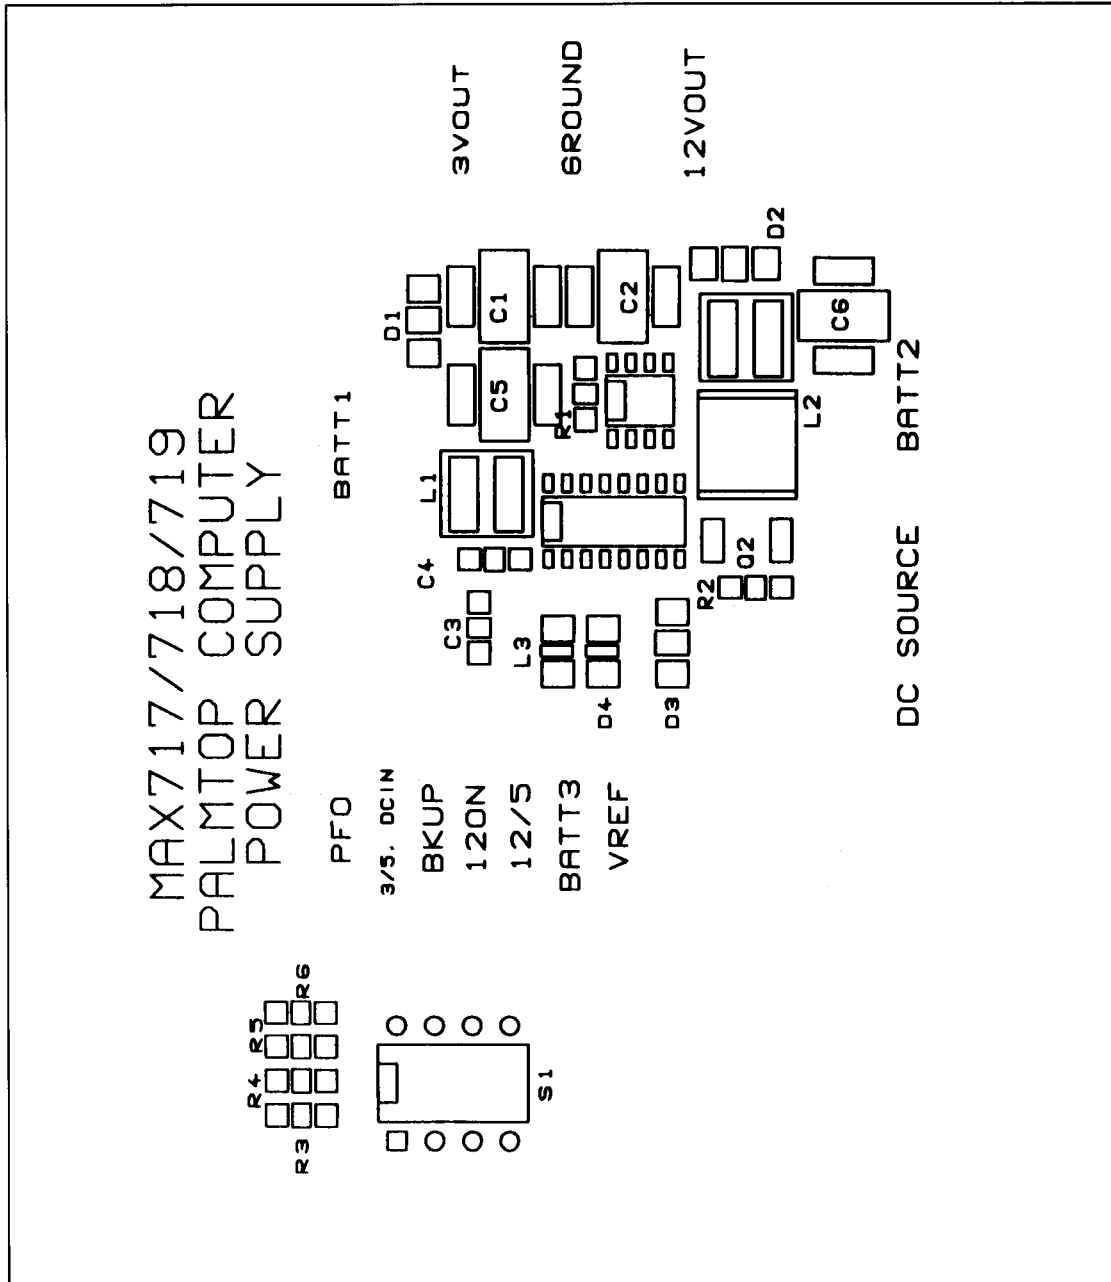 MAX717/718/719
PALMTOP COMPUTER
POWER SUPPLY
R3
R4
R5
R6
S1
PFO
3/5. DCIN
BKUP
12ON
12/5
BATT3
VREF
BATT1
D1
L1
C4
C3
L3
D4
D3
C5
C1
R1
C2
R2
Q2
L2
D2
C6
3VOUT
GROUND
12VOUT
DC SOURCE
BATT2